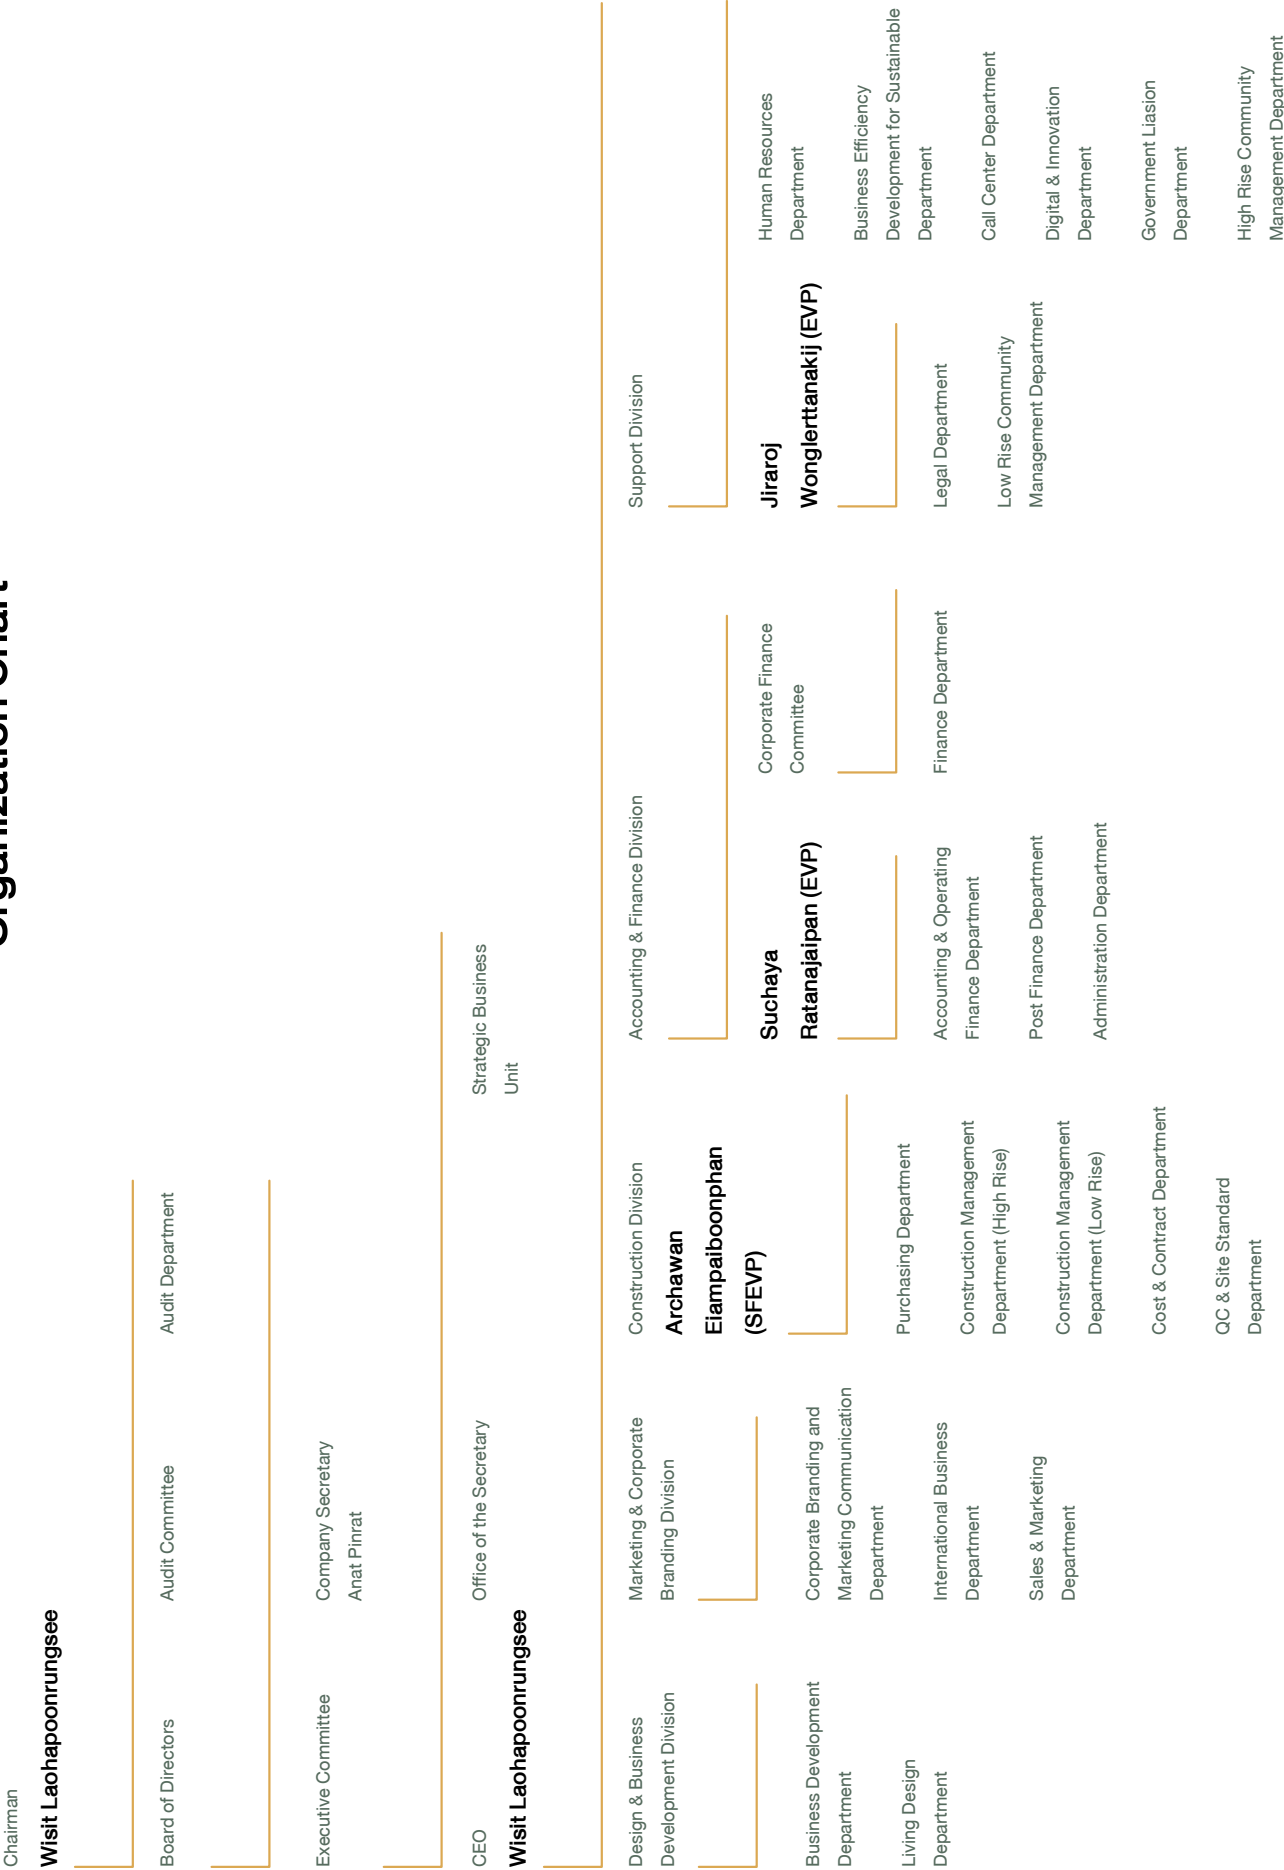 Organization Chart
Chairman
Wisit Laohapoonrungsee
Board of Directors
Audit Committee
Audit Department
Executive Committee
Company Secretary
Anat Pinrat
CEO
Wisit Laohapoonrungsee
Office of the Secretary
Strategic Business
Unit
Design & Business
Development Division
Business Development
Department
Living Design
Department
Marketing & Corporate
Branding Division
Corporate Branding and
Marketing Communication
Department
International Business
Department
Sales & Marketing
Department
Construction Division
Archawan
Eiampaiboonphan
(SFEVP)
Purchasing Department
Construction Management
Department (High Rise)
Construction Management
Department (Low Rise)
Cost & Contract Department
QC & Site Standard
Department
Accounting & Finance Division
Suchaya
Ratanajaipan (EVP)
Accounting & Operating
Finance Department
Post Finance Department
Administration Department
Corporate Finance
Committee
Finance Department
Support Division
Jiraroj
Wonglerttanakij (EVP)
Legal Department
Low Rise Community
Management Department
Human Resources
Department
Business Efficiency
Development for Sustainable
Department
Call Center Department
Digital & Innovation
Department
Government Liasion
Department
High Rise Community
Management Department